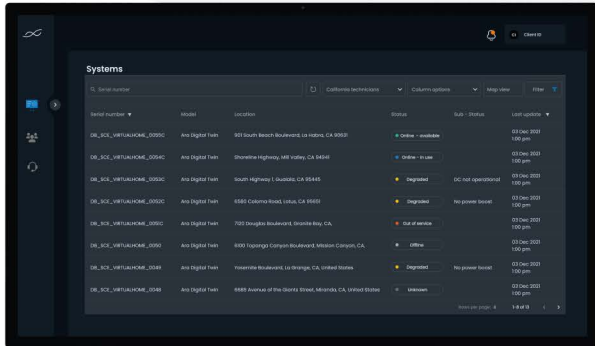 Client ID
Systems
Serial number
California technicians
Column options
Map view
Filter
Serial number Model Location Status Sub - Status Last update
DB_SCE_VIRTUALHOME_0055C Ara Digital Twin 901 South Beach Boulevard, La Habra, CA 90631 Online - available 03 Dec 2021
1:00 pm
DB_SCE_VIRTUALHOME_0054C Ara Digital Twin Shoreline Highway, Mill Valley, CA 94941 Online - in use 03 Dec 2021
1:00 pm
DB_SCE_VIRTUALHOME_0053C Ara Digital Twin South Highway 1, Gualala, CA 95445 Degraded DC not operational 03 Dec 2021
1:00 pm
DB_SCE_VIRTUALHOME_0052C Ara Digital Twin 6580 Coloma Road, Lotus, CA 95651 Degraded No power boost 03 Dec 2021
1:00 pm
DB_SCE_VIRTUALHOME_0051C Ara Digital Twin 7120 Douglas Boulevard, Granite Bay, CA, Out of service 03 Dec 2021
1:00 pm
DB_SCE_VIRTUALHOME_0050 Ara Digital Twin 6100 Topanga Canyon Boulevard, Mission Canyon, CA, Offline 03 Dec 2021
1:00 pm
DB_SCE_VIRTUALHOME_0049 Ara Digital Twin Yosemite Boulevard, La Grange, CA, United States Degraded No power boost 03 Dec 2021
1:00 pm
DB_SCE_VIRTUALHOME_0048 Ara Digital Twin 6685 Avenue of the Giants Street, Miranda, CA, United States Unknown 03 Dec 2021
1:00 pm
Rows per page: 8 1-8 of 13